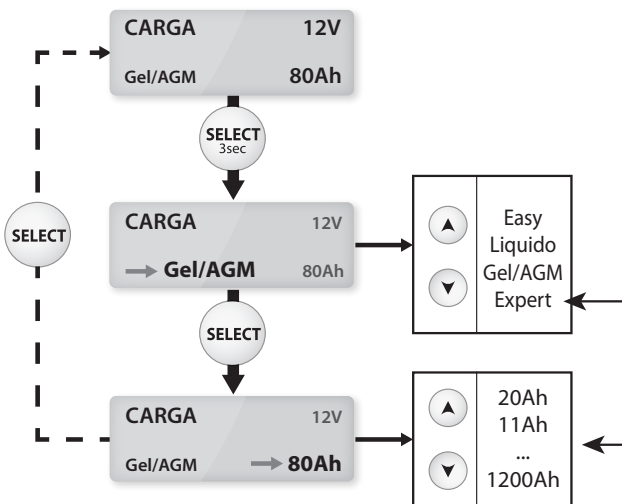 CARGA 12V
Gel/AGM 80Ah
SELECT
3sec
SELECT
CARGA 12V
Gel/AGM 80Ah
Easy
Liquido
Gel/AGM
Expert
SELECT
CARGA 12V
Gel/AGM 80Ah
20Ah
11Ah
...
1200Ah